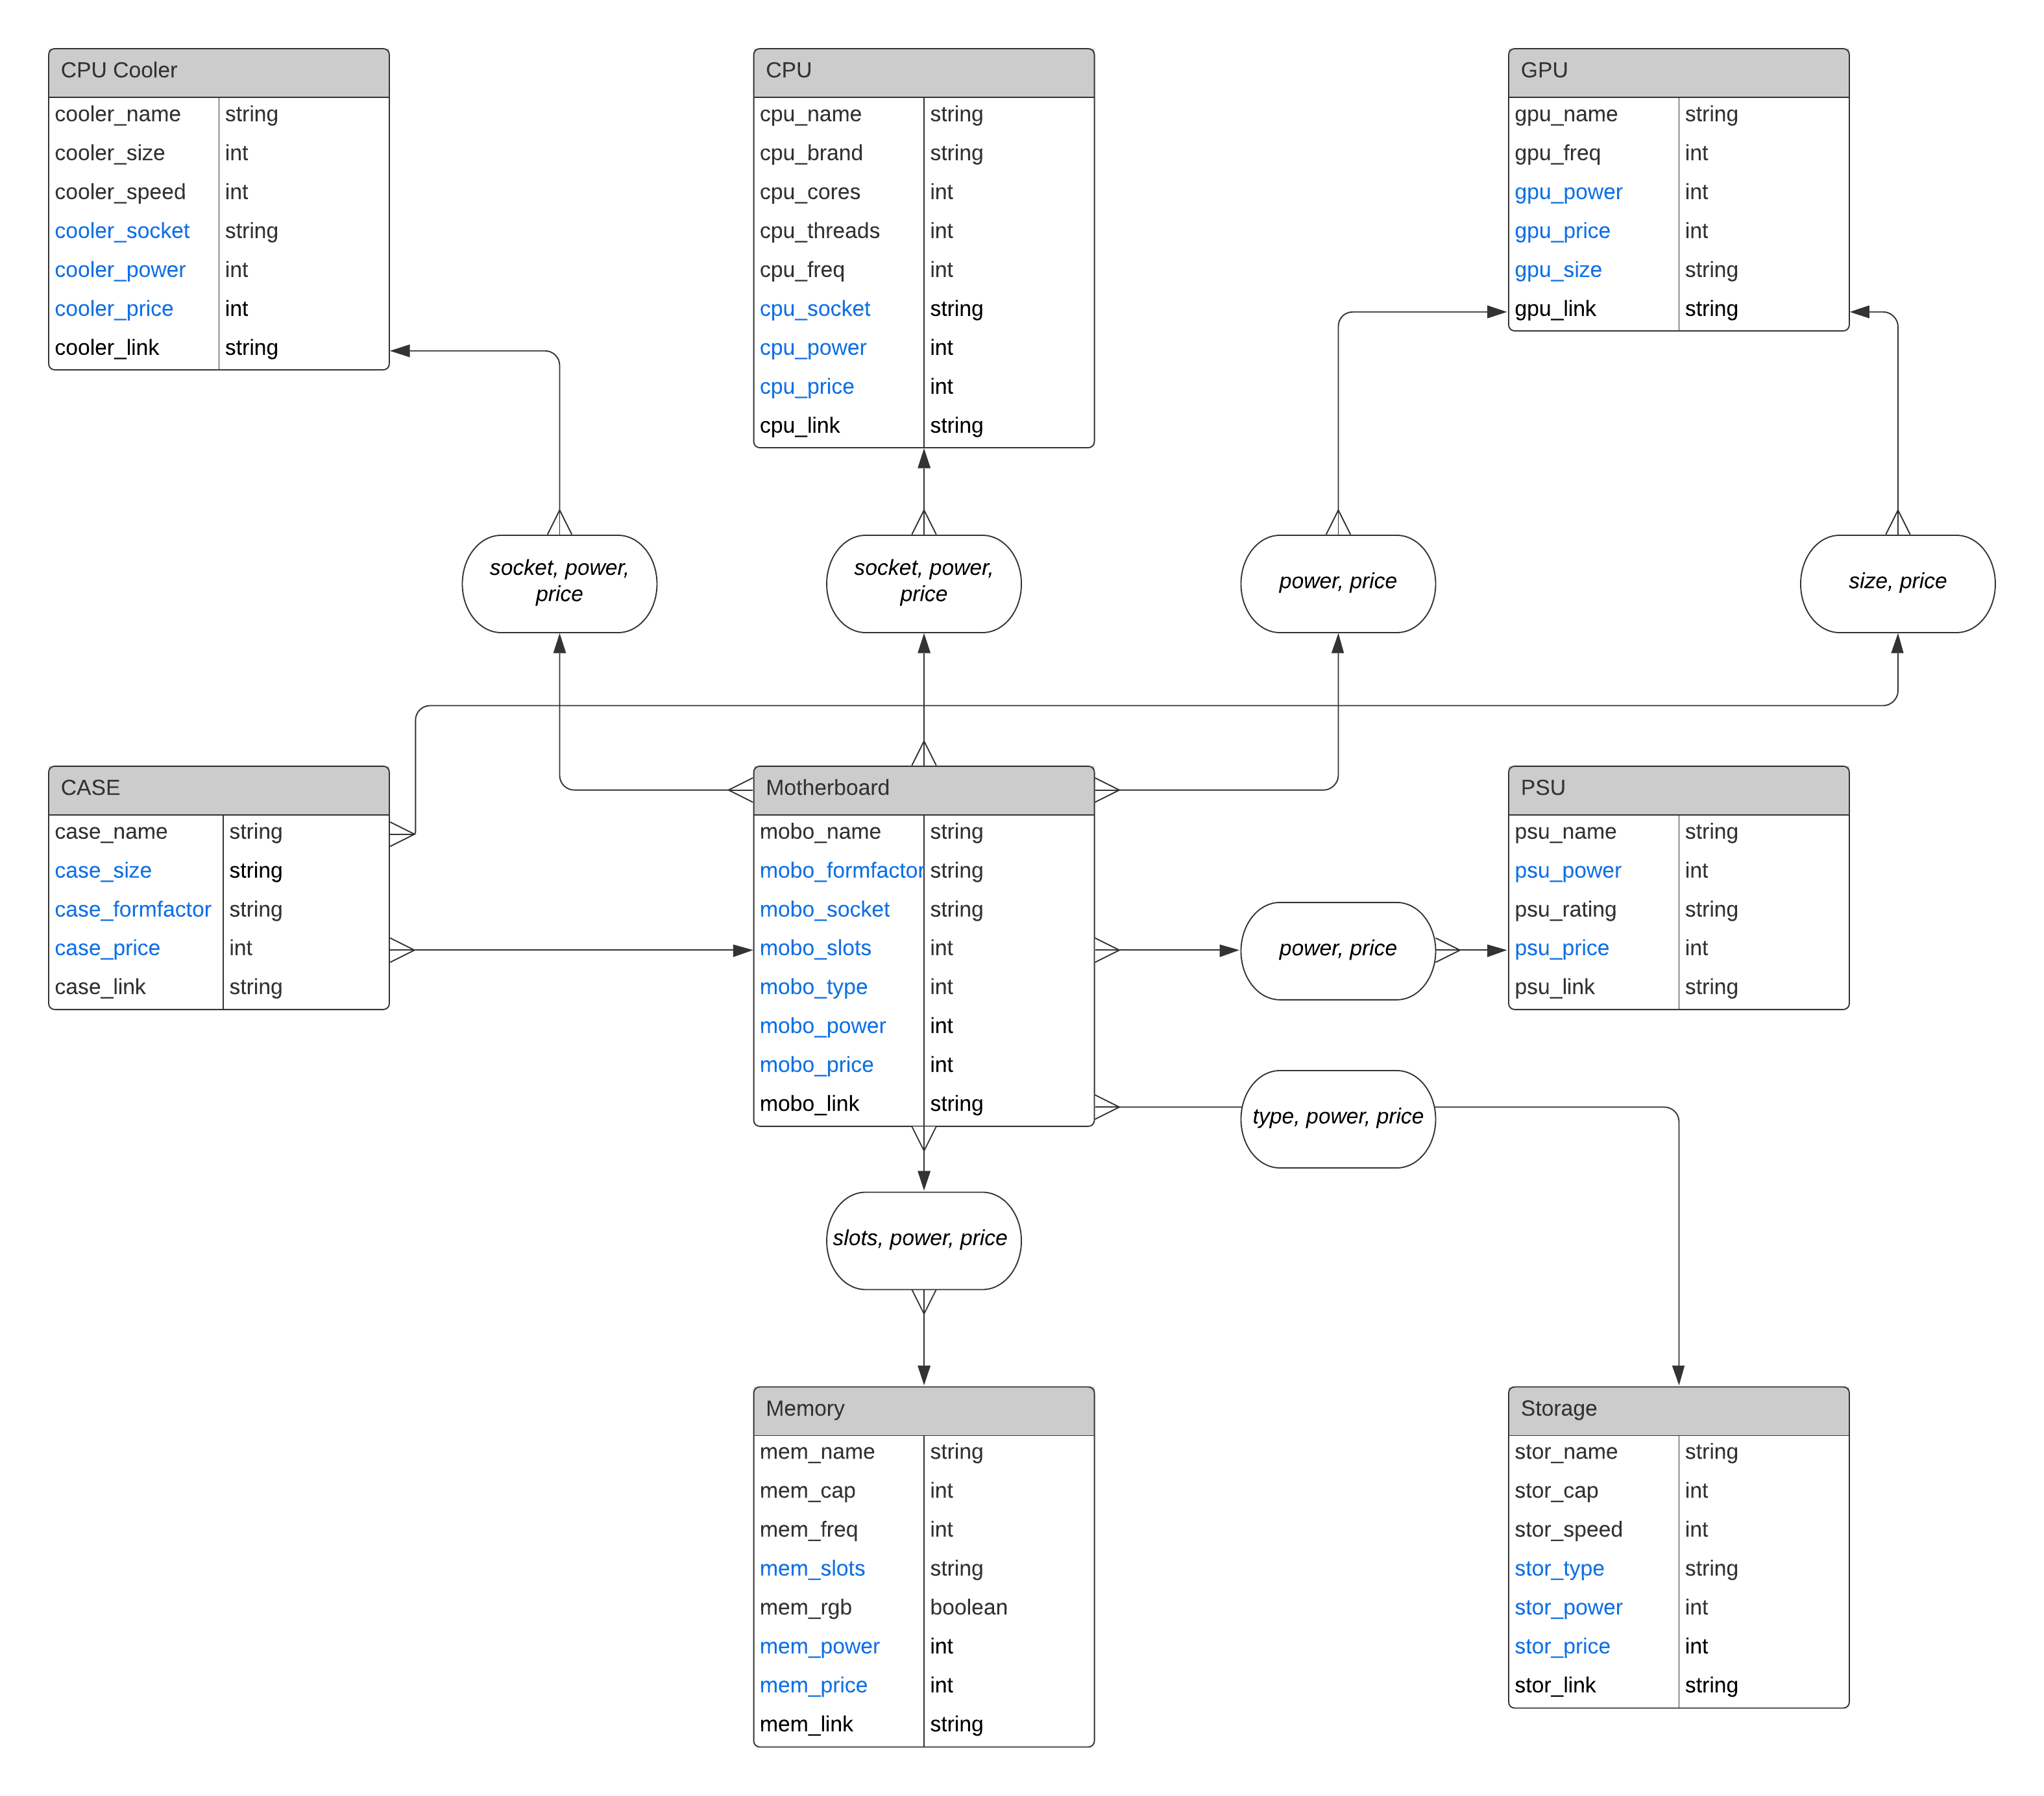 CPU Cooler
cooler_name string
cooler_size int
cooler_speed int
cooler_socket string
cooler_power int
cooler_price int
cooler_link string
CPU
cpu_name string
cpu_brand string
cpu_cores int
cpu_threads int
cpu_freq int
cpu_socket string
cpu_power int
cpu_price int
cpu_link string
GPU
gpu_name string
gpu_freq int
gpu_power int
gpu_price int
gpu_size string
gpu_link string
socket, power,
price
socket, power,
price
power, price
size, price
CASE
case_name string
case_size string
case_formfactor string
case_price int
case_link string
Motherboard
mobo_name string
mobo_formfactor string
mobo_socket string
mobo_slots int
mobo_type int
mobo_power int
mobo_price int
mobo_link string
power, price
PSU
psu_name string
psu_power int
psu_rating string
psu_price int
psu_link string
type, power, price
slots, power, price
Memory
mem_name string
mem_cap int
mem_freq int
mem_slots string
mem_rgb boolean
mem_power int
mem_price int
mem_link string
Storage
stor_name string
stor_cap int
stor_speed int
stor_type string
stor_power int
stor_price int
stor_link string